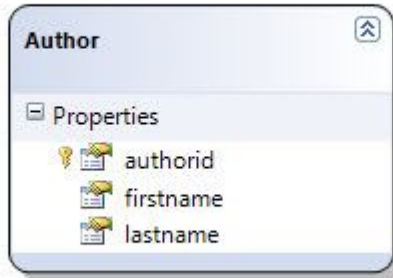 Author
Properties
authorid
firstname
lastname